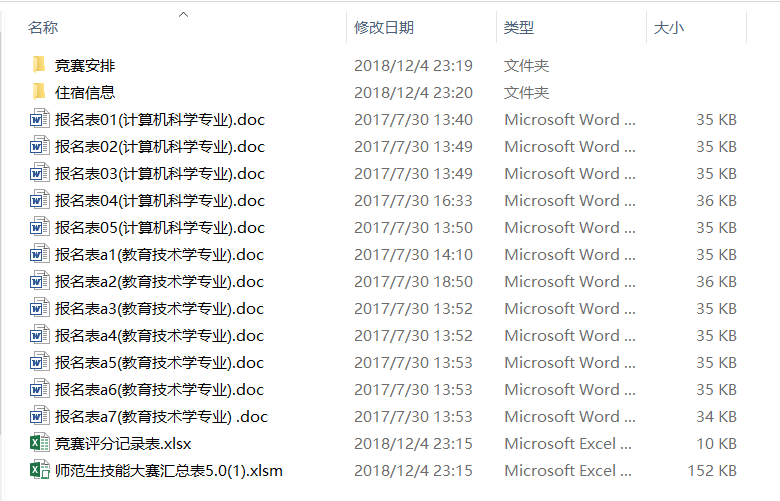 名称 修改日期 类型 大小
竞赛安排 2018/12/4 23:19 文件夹
住宿信息 2018/12/4 23:20 文件夹
报名表01(计算机科学专业).doc 2017/7/30 13:40 Microsoft Word ... 35 KB
报名表02(计算机科学专业).doc 2017/7/30 13:49 Microsoft Word ... 35 KB
报名表03(计算机科学专业).doc 2017/7/30 13:49 Microsoft Word ... 35 KB
报名表04(计算机科学专业).doc 2017/7/30 16:33 Microsoft Word ... 36 KB
报名表05(计算机科学专业).doc 2017/7/30 13:50 Microsoft Word ... 35 KB
报名表a1(教育技术学专业).doc 2017/7/30 14:10 Microsoft Word ... 35 KB
报名表a2(教育技术学专业).doc 2017/7/30 18:50 Microsoft Word ... 36 KB
报名表a3(教育技术学专业).doc 2017/7/30 13:52 Microsoft Word ... 35 KB
报名表a4(教育技术学专业).doc 2017/7/30 13:52 Microsoft Word ... 35 KB
报名表a5(教育技术学专业).doc 2017/7/30 13:53 Microsoft Word ... 35 KB
报名表a6(教育技术学专业).doc 2017/7/30 13:53 Microsoft Word ... 35 KB
报名表a7(教育技术学专业) .doc 2017/7/30 13:53 Microsoft Word ... 34 KB
竞赛评分记录表.xlsx 2018/12/4 23:15 Microsoft Excel ... 10 KB
师范生技能大赛汇总表5.0(1).xlsm 2018/12/4 23:15 Microsoft Excel ... 152 KB